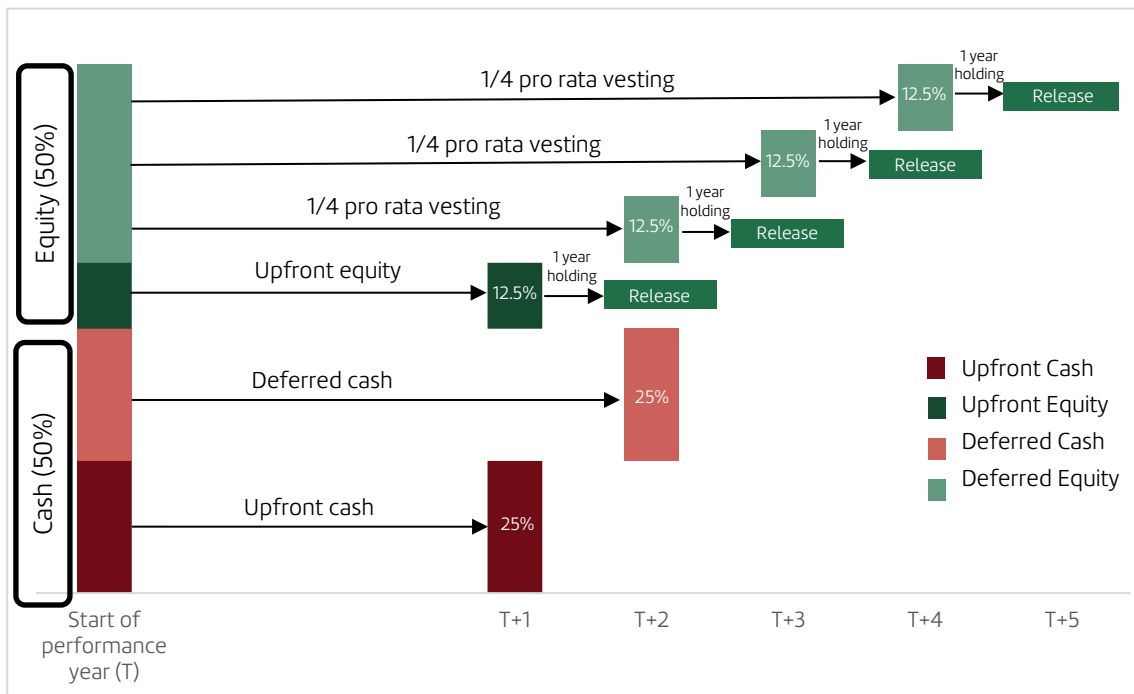 Equity (50%)
1/4 pro rata vesting
12.5%
1 year
holding
Release
1/4 pro rata vesting
12.5%
1 year
holding
Release
1/4 pro rata vesting
12.5%
1 year
holding
Release
Upfront equity
12.5%
1 year
holding
Release
Cash (50%)
Deferred cash
25%
Upfront cash
25%
Upfront Cash
Upfront Equity
Deferred Cash
Deferred Equity
Start of
performance
year (T)
T+1
T+2
T+3
T+4
T+5